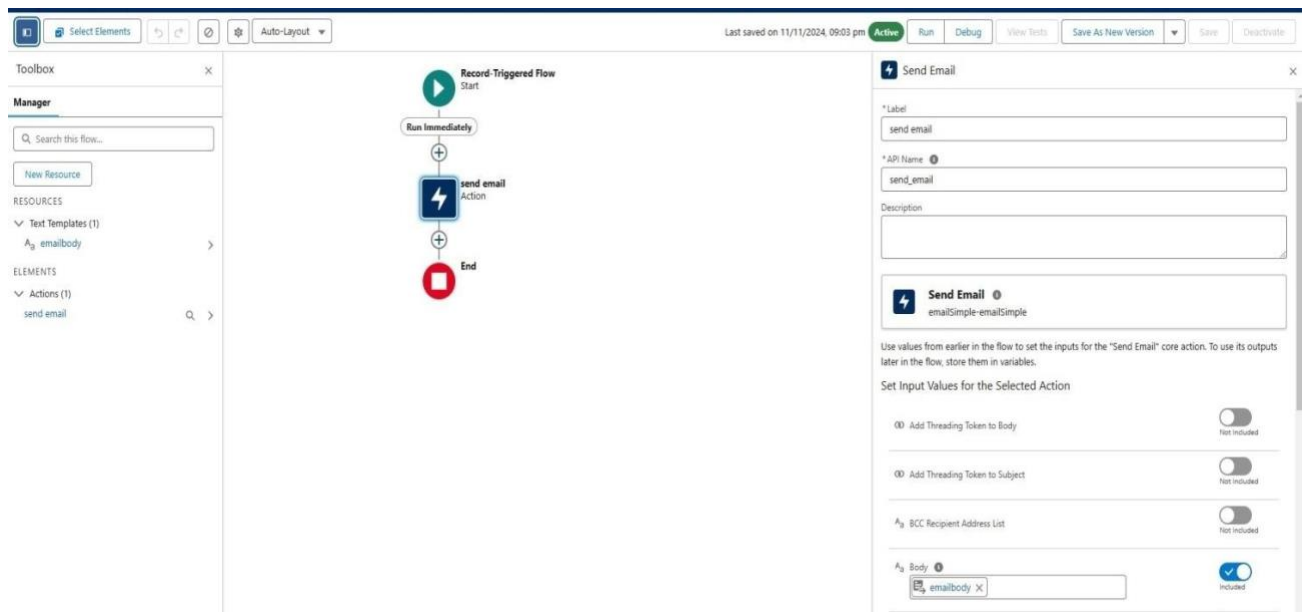 Select Elements
Auto-Layout
Last saved on 11/11/2024, 09:03 pm
Active
Run
Debug
View Tests
Save As New Version
Save
Deactivate
Toolbox
Manager
Search this flow...
New Resource
RESOURCES
Text Templates (1)
emailbody
ELEMENTS
Actions (1)
send email
Record-Triggered Flow
Start
Run Immediately
send email
Action
End
Send Email
*Label
send email
*API Name
send_email
Description
Send Email
emailSimple-emailSimple
Use values from earlier in the flow to set the inputs for the "Send Email" core action. To use its outputs
later in the flow, store them in variables.
Set Input Values for the Selected Action
Add Threading Token to Body
Not Included
Add Threading Token to Subject
Not Included
BCC Recipient Address List
Not Included
Body
emailbody
Included